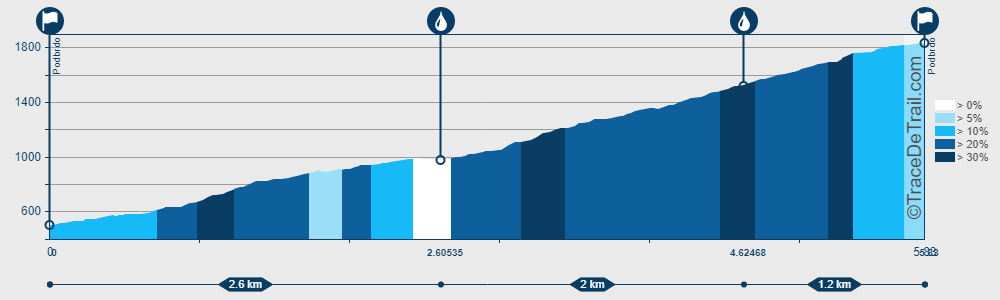 Podbrdo
Podbrdo
1800
1400
1000
600
> 0%
> 5%
> 10%
> 20%
> 30%
©TraceDeTrail.com
0
2.60535
4.62468
2.6 km
2 km
1.2 km